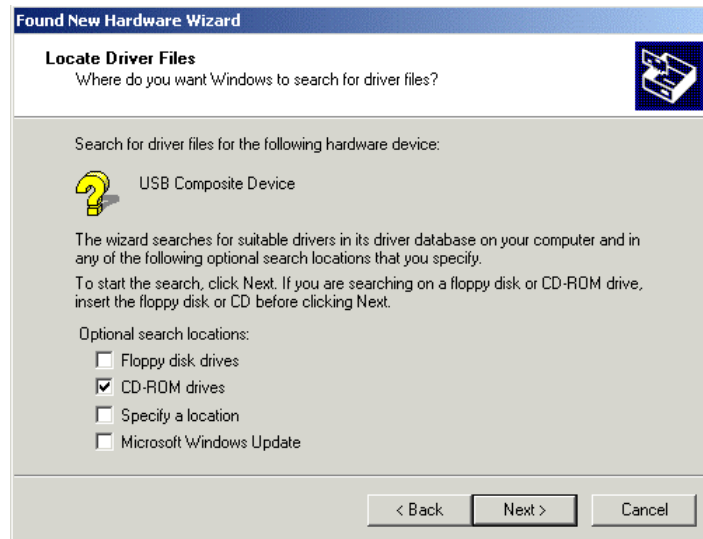 Found New Hardware Wizard
Locate Driver Files
Where do you want Windows to search for driver files?
Search for driver files for the following hardware device:
USB Composite Device
The wizard searches for suitable drivers in its driver database on your computer and in
any of the following optional search locations that you specify.
To start the search, click Next. If you are searching on a floppy disk or CD-ROM drive,
insert the floppy disk or CD before clicking Next.
Optional search locations:
Floppy disk drives
CD-ROM drives
Specify a location
Microsoft Windows Update
< Back Next > Cancel